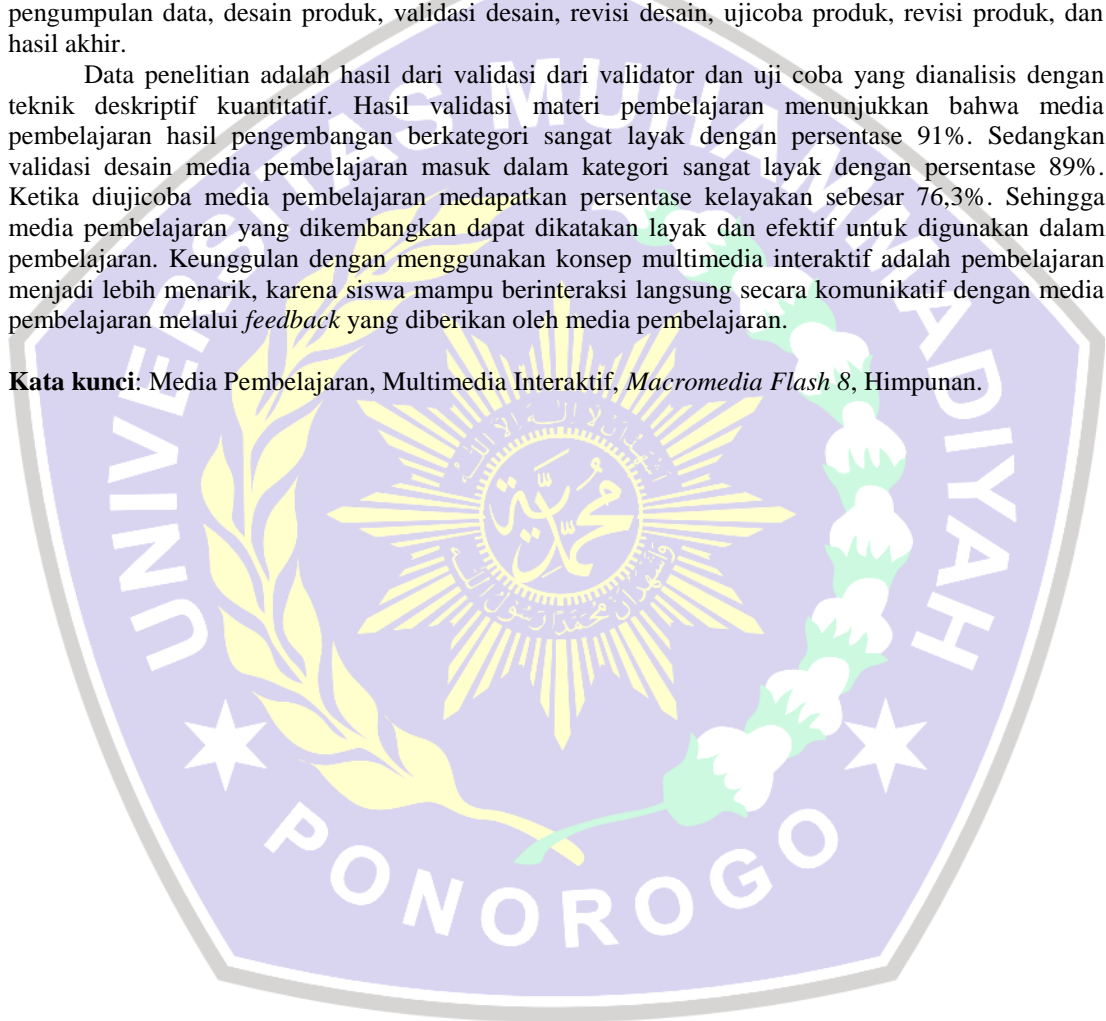 pengumpulan data, desain produk, validasi desain, revisi desain, ujicoba produk, revisi produk, dan
hasil akhir.
Data penelitian adalah hasil dari validasi dari validator dan uji coba yang dianalisis dengan
teknik deskriptif kuantitatif. Hasil validasi materi pembelajaran menunjukkan bahwa media
pembelajaran hasil pengembangan berkategori sangat layak dengan persentase 91%. Sedangkan
validasi desain media pembelajaran masuk dalam kategori sangat layak dengan persentase 89%.
Ketika diujicoba media pembelajaran medapatkan persentase kelayakan sebesar 76,3%. Sehingga
media pembelajaran yang dikembangkan dapat dikatakan layak dan efektif untuk digunakan dalam
pembelajaran. Keunggulan dengan menggunakan konsep multimedia interaktif adalah pembelajaran
menjadi lebih menarik, karena siswa mampu berinteraksi langsung secara komunikatif dengan media
pembelajaran melalui feedback yang diberikan oleh media pembelajaran.
Kata kunci: Media Pembelajaran, Multimedia Interaktif, Macromedia Flash 8, Himpunan.
UNIVERSITAS MUHAMMADIYAH
PONOROGO
محمدية